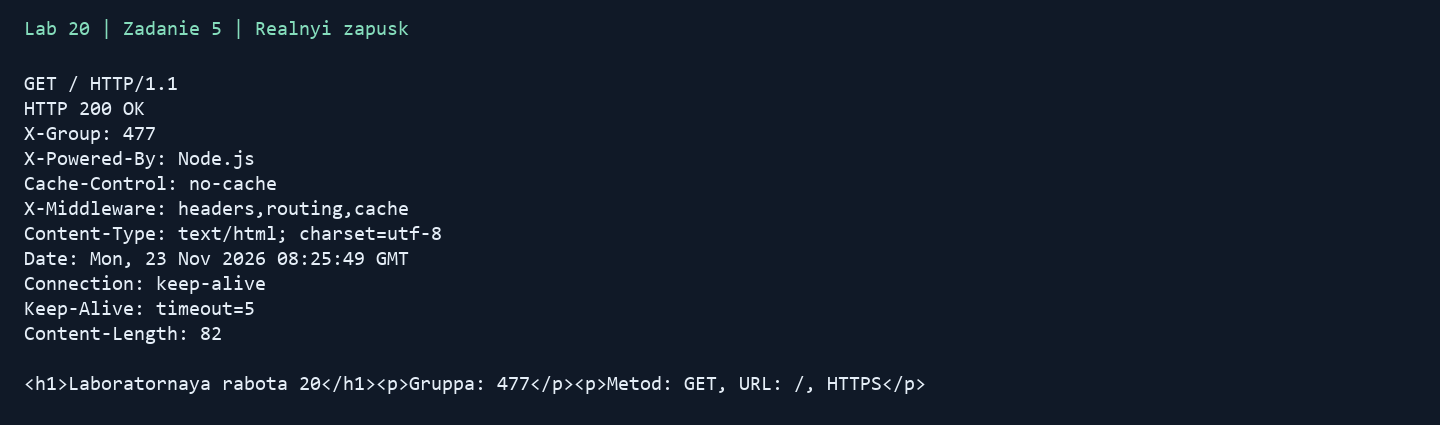 Lab 20 | Zadanie 5 | Realnyi zapusk
GET / HTTP/1.1
HTTP 200 OK
X-Group: 477
X-Powered-By: Node.js
Cache-Control: no-cache
X-Middleware: headers,routing,cache
Content-Type: text/html; charset=utf-8
Date: Mon, 23 Nov 2026 08:25:49 GMT
Connection: keep-alive
Keep-Alive: timeout=5
Content-Length: 82
<h1>Laboratornaya rabota 20</h1><p>Gruppa: 477</p><p>Metod: GET, URL: /, HTTPS</p>